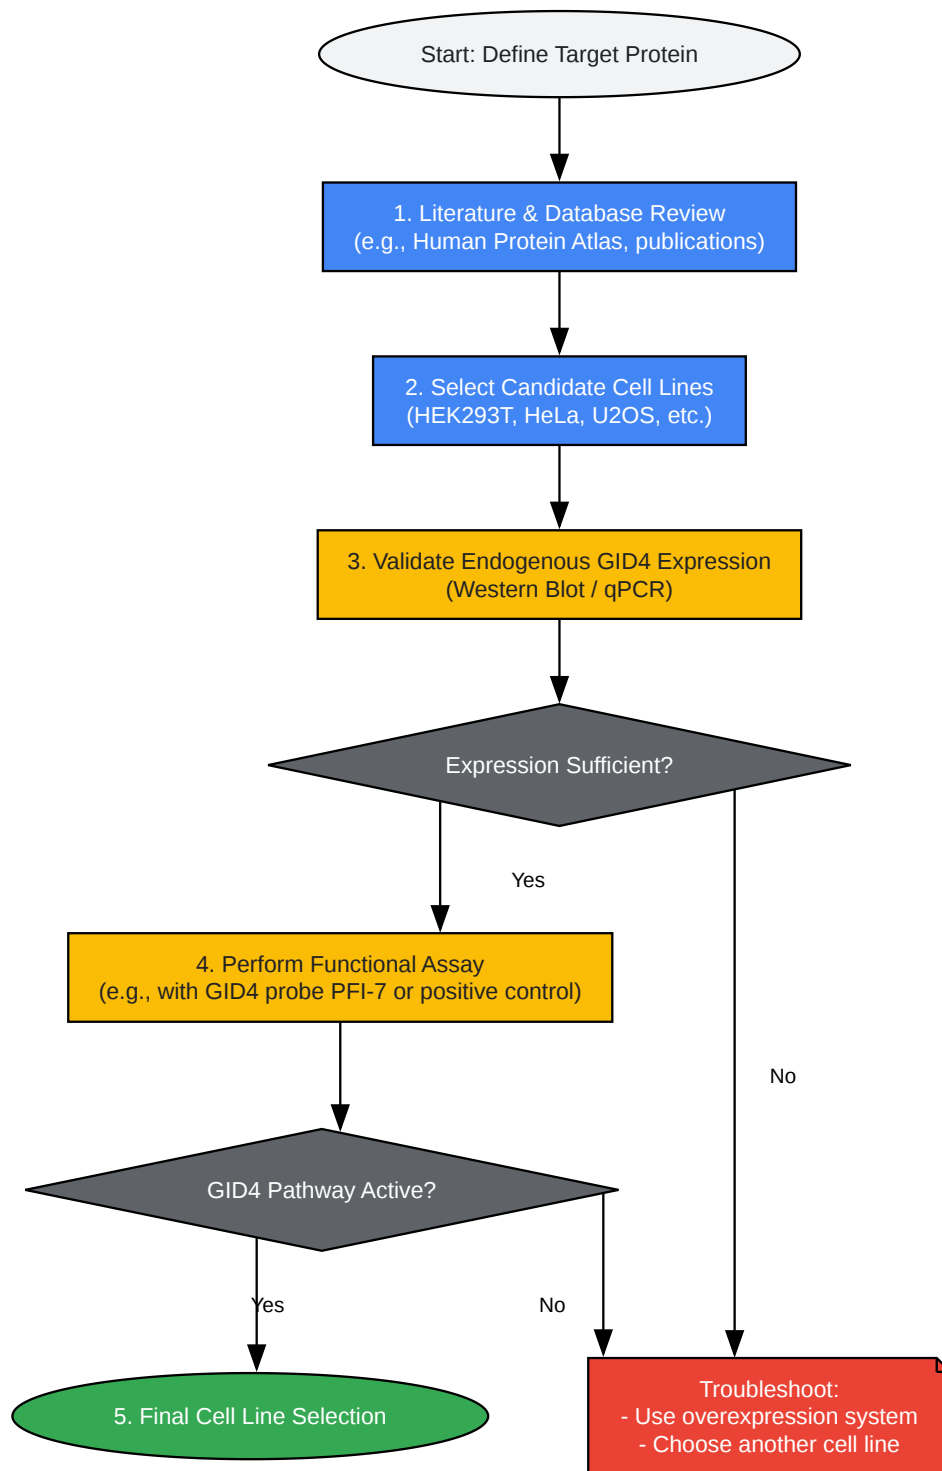 Start: Define Target Protein
1. Literature & Database Review
(e.g., Human Protein Atlas, publications)
2. Select Candidate Cell Lines
(HEK293T, HeLa, U2OS, etc.)
3. Validate Endogenous GID4 Expression
(Western Blot / qPCR)
Expression Sufficient?
Yes
4. Perform Functional Assay
(e.g., with GID4 probe PFI-7 or positive control)
No
GID4 Pathway Active?
Yes
No
5. Final Cell Line Selection
Troubleshoot:
- Use overexpression system
- Choose another cell line